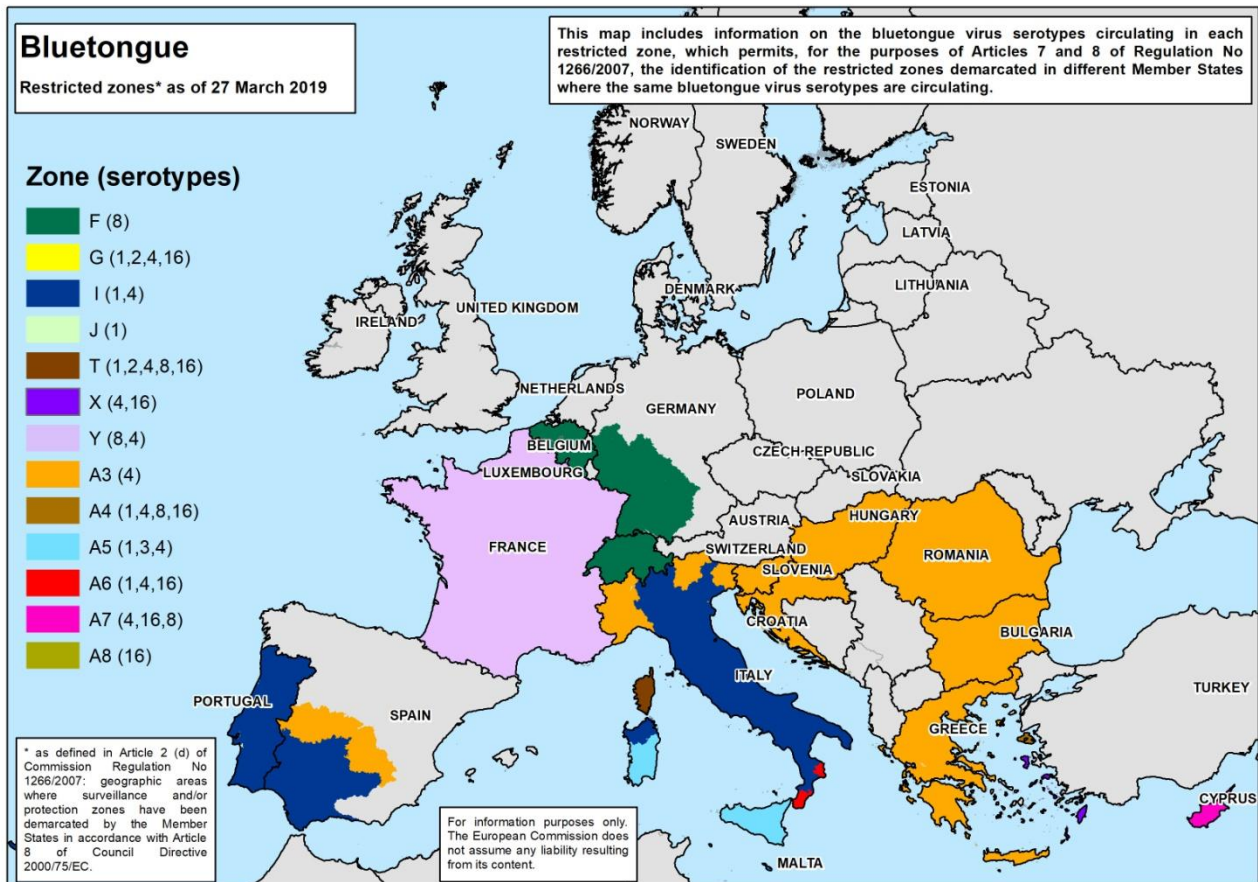 Bluetongue
Restricted zones* as of 27 March 2019
This map includes information on the bluetongue virus serotypes circulating in each
restricted zone, which permits, for the purposes of Articles 7 and 8 of Regulation No
1266/2007, the identification of the restricted zones demarcated in different Member States
where the same bluetongue virus serotypes are circulating.
Zone (serotypes)
F (8)
G (1,2,4,16)
I (1,4)
J (1)
T (1,2,4,8,16)
X (4,16)
Y (8,4)
A3 (4)
A4 (1,4,8,16)
A5 (1,3,4)
A6 (1,4,16)
A7 (4,16,8)
A8 (16)
NORWAY
SWEDEN
ESTONIA
LATVIA
LITHUANIA
DENMARK
UNITED KINGDOM
IRELAND
NETHERLANDS
GERMANY
POLAND
BELGIUM
CZECH REPUBLIC
LUXEMBOURG
SLOVAKIA
AUSTRIA
HUNGARY
FRANCE
SWITZERLAND
ROMANIA
SLOVENIA
CROATIA
BULGARIA
ITALY
TURKEY
PORTUGAL
SPAIN
GREECE
CYPRUS
MALTA
* as defined in Article 2 (d) of
Commission Regulation No
1266/2007: geographic areas
where surveillance and/or
protection zones have been
demarcated by the Member
States in accordance with Article
8 of Council Directive
2000/75/EC.
For information purposes only.
The European Commission does
not assume any liability resulting
from its content.